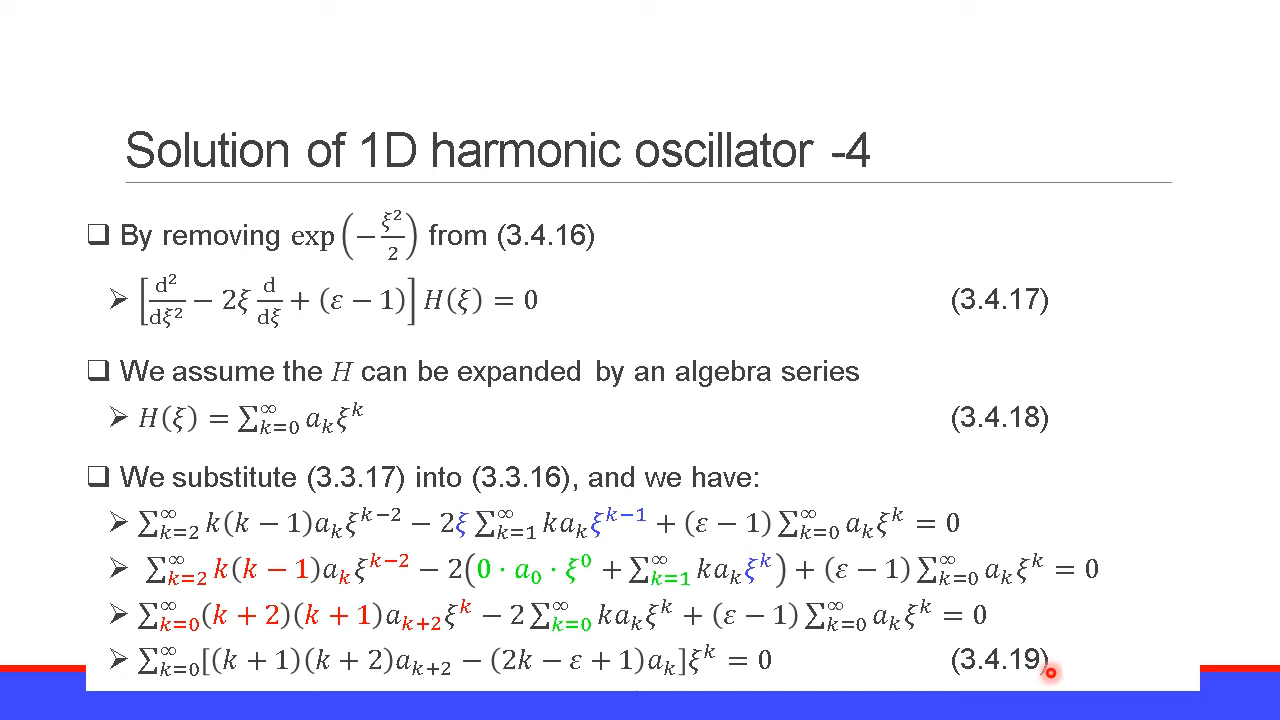 Solution of 1D harmonic oscillator -4
❑ By removing exp(−ξ²/2) from (3.4.16)
➢ [d²/dξ² − 2ξ d/dξ + (ε − 1)] H(ξ) = 0 (3.4.17)
❑ We assume the H can be expanded by an algebra series
➢ H(ξ) = ∑_{k=0}^{∞} a_k ξ^k (3.4.18)
❑ We substitute (3.3.17) into (3.3.16), and we have:
➢ ∑_{k=2}^{∞} k(k − 1)a_k ξ^{k−2} − 2ξ ∑_{k=1}^{∞} ka_k ξ^{k−1} + (ε − 1) ∑_{k=0}^{∞} a_k ξ^k = 0
➢ ∑_{k=2}^{∞} k(k − 1)a_k ξ^{k−2} − 2(0 · a_0 · ξ^0 + ∑_{k=1}^{∞} ka_k ξ^k) + (ε − 1) ∑_{k=0}^{∞} a_k ξ^k = 0
➢ ∑_{k=0}^{∞} (k + 2)(k + 1)a_{k+2} ξ^k − 2 ∑_{k=0}^{∞} ka_k ξ^k + (ε − 1) ∑_{k=0}^{∞} a_k ξ^k = 0
➢ ∑_{k=0}^{∞} [(k + 1)(k + 2)a_{k+2} − (2k − ε + 1)a_k]ξ^k = 0 (3.4.19)